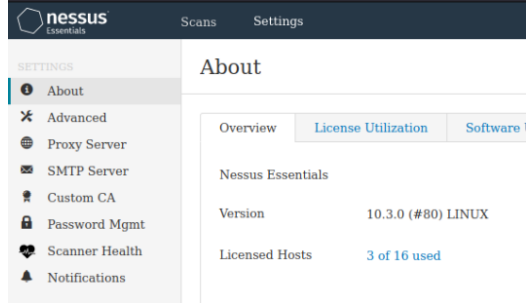 nessus
Essentials
Scans
Settings
SETTINGS
About
Advanced
Proxy Server
SMTP Server
Custom CA
Password Mgmt
Scanner Health
Notifications
About
Overview
License Utilization
Software
Nessus Essentials
Version 10.3.0 (#80) LINUX
Licensed Hosts 3 of 16 used